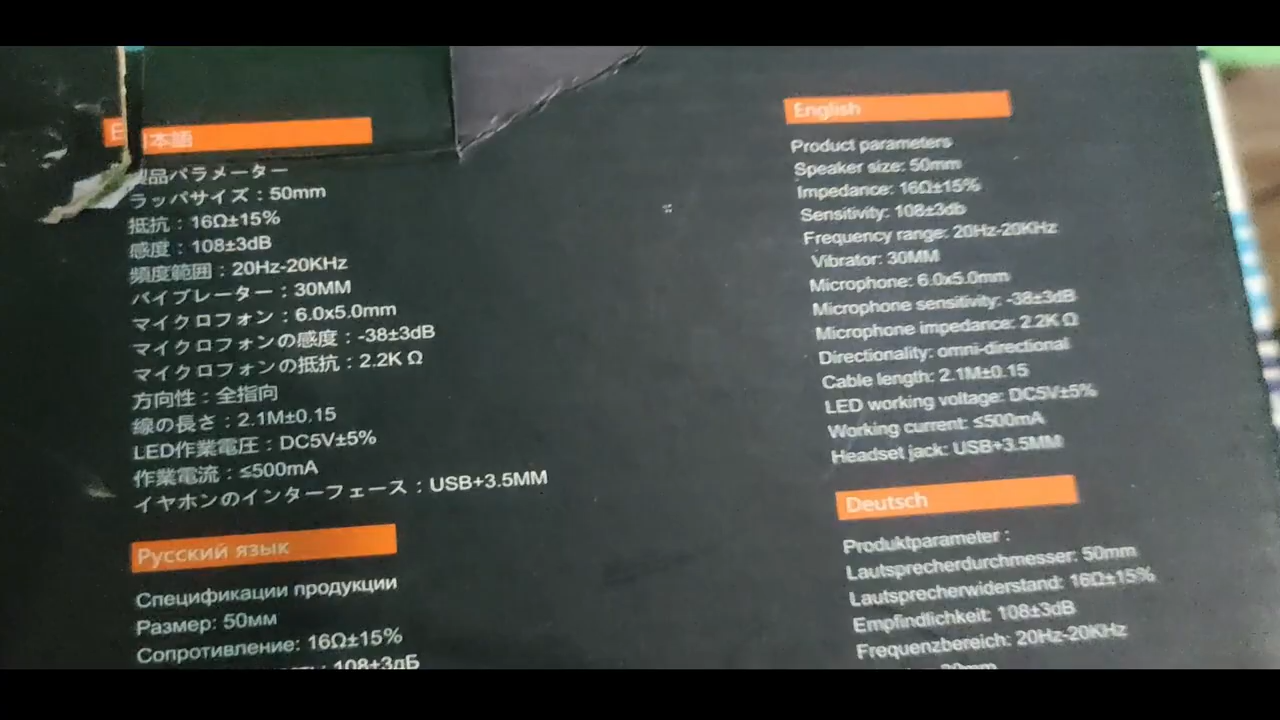 本語
品パラメーター
ラッパサイズ：50mm
抵抗：16Ω±15%
感度：108±3dB
頻度範囲：20Hz-20KHz
バイブレーター：30MM
マイクロフォン：6.0x5.0mm
マイクロフォンの感度：-38±3dB
マイクロフォンの抵抗：2.2K Ω
方向性：全指向
線の長さ：2.1M±0.15
LED作業電圧：DC5V±5%
作業電流：≤500mA
イヤホンのインターフェース：USB+3.5MM
Русский язык
Спецификации продукции
Размер: 50мм
Сопротивление: 16Ω±15%
108±3дБ
English
Product parameters
Speaker size: 50mm
Impedance: 16Ω±15%
Sensitivity: 108±3db
Frequency range: 20Hz-20KHz
Vibrator: 30MM
Microphone: 6.0x5.0mm
Microphone sensitivity: -38±3dB
Microphone impedance: 2.2K Ω
Directionality: omni-directional
Cable length: 2.1M±0.15
LED working voltage: DC5V±5%
Working current: ≤500mA
Headset jack: USB+3.5MM
Deutsch
Produktparameter :
Lautsprecherdurchmesser: 50mm
Lautsprecherwiderstand: 16Ω±15%
Empfindlichkeit: 108±3dB
Frequenzbereich: 20Hz-20KHz